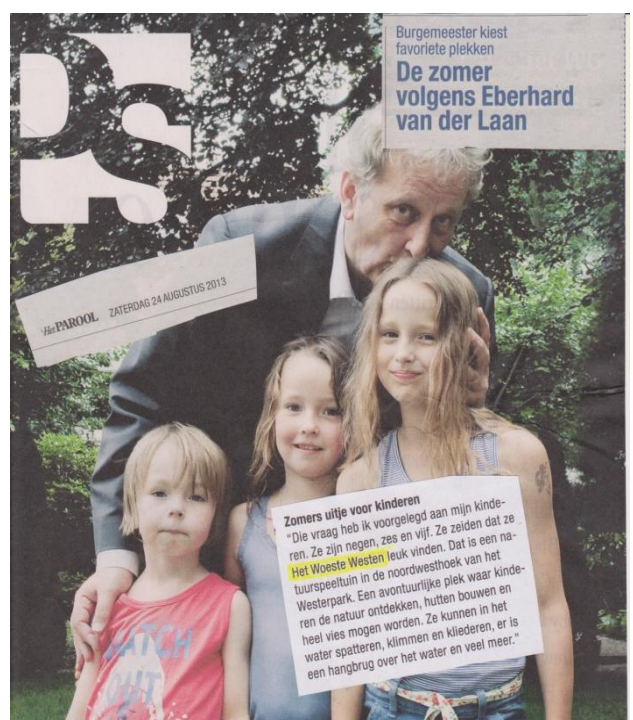 PS
Burgemeester kiest
favoriete plekken
De zomer
volgens Eberhard
van der Laan
Het PAROOL ZATERDAG 24 AUGUSTUS 2013
Zomers uitje voor kinderen
“Die vraag heb ik voorgelegd aan mijn kinde-
ren. Ze zijn negen, zes en vijf. Ze zeiden dat ze
Het Woeste Westen leuk vinden. Dat is een na-
tuurspeeltuin in de noordwesthoek van het
Westerpark. Een avontuurlijke plek waar kinde-
ren de natuur ontdekken, hutten bouwen en
heel vies mogen worden. Ze kunnen in het
water spatteren, klimmen en kliederen, er is
een hangbrug over het water en veel meer.”
WATCH
OUT